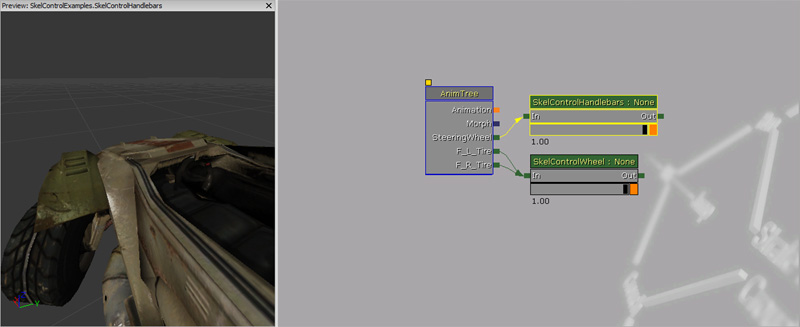 Preview: SkelControlExamples.SkelControlHandlebars
AnimTree
Animation
Morph
SteeringWheel
F_L_Tire
F_R_Tire
SkelControlHandlebars : None
In Out
1.00
SkelControlWheel : None
In Out
1.00
Y